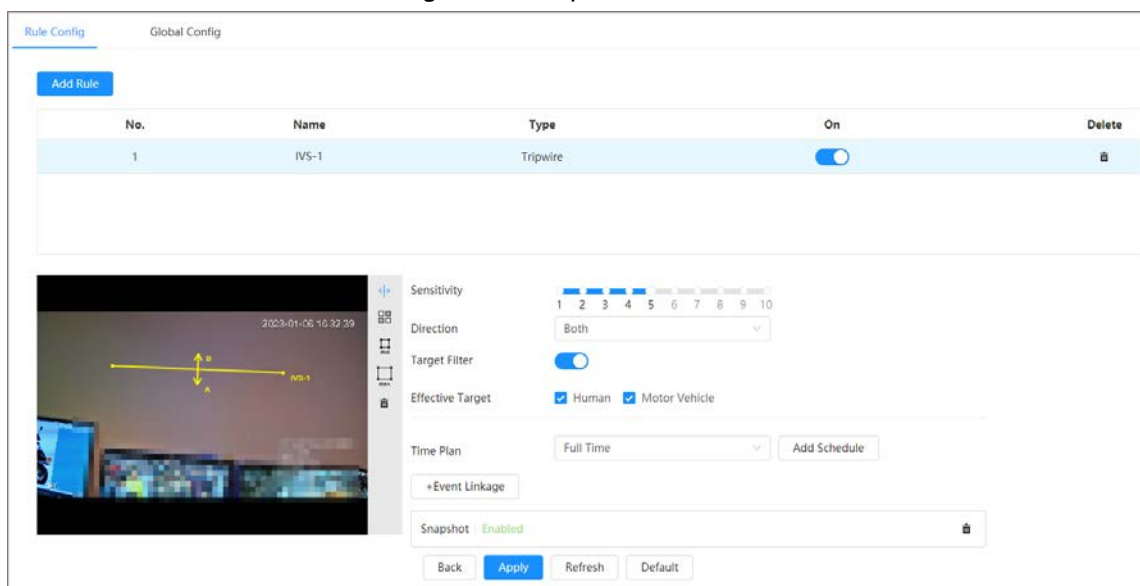 Rule Config Global Config
Add Rule
No. Name Type On Delete
1 IVS-1 Tripwire
2023-01-06 16:32:39
B
IVS-1
A
Sensitivity
1 2 3 4 5 6 7 8 9 10
Direction Both
Target Filter
Effective Target Human Motor Vehicle
Time Plan Full Time Add Schedule
+Event Linkage
Snapshot Enabled
Back Apply Refresh Default